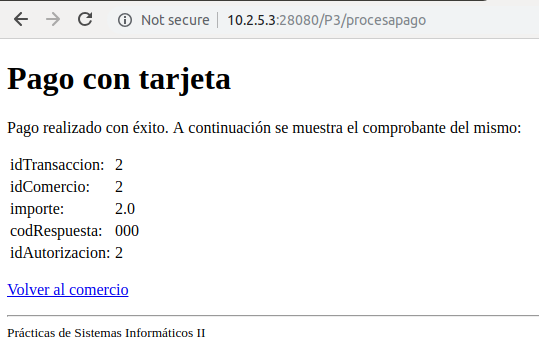 Not secure | 10.2.5.3:28080/P3/procesapago
Pago con tarjeta
Pago realizado con éxito. A continuación se muestra el comprobante del mismo:
idTransaccion: 2
idComercio: 2
importe: 2.0
codRespuesta: 000
idAutorizacion: 2
Volver al comercio
Prácticas de Sistemas Informáticos II